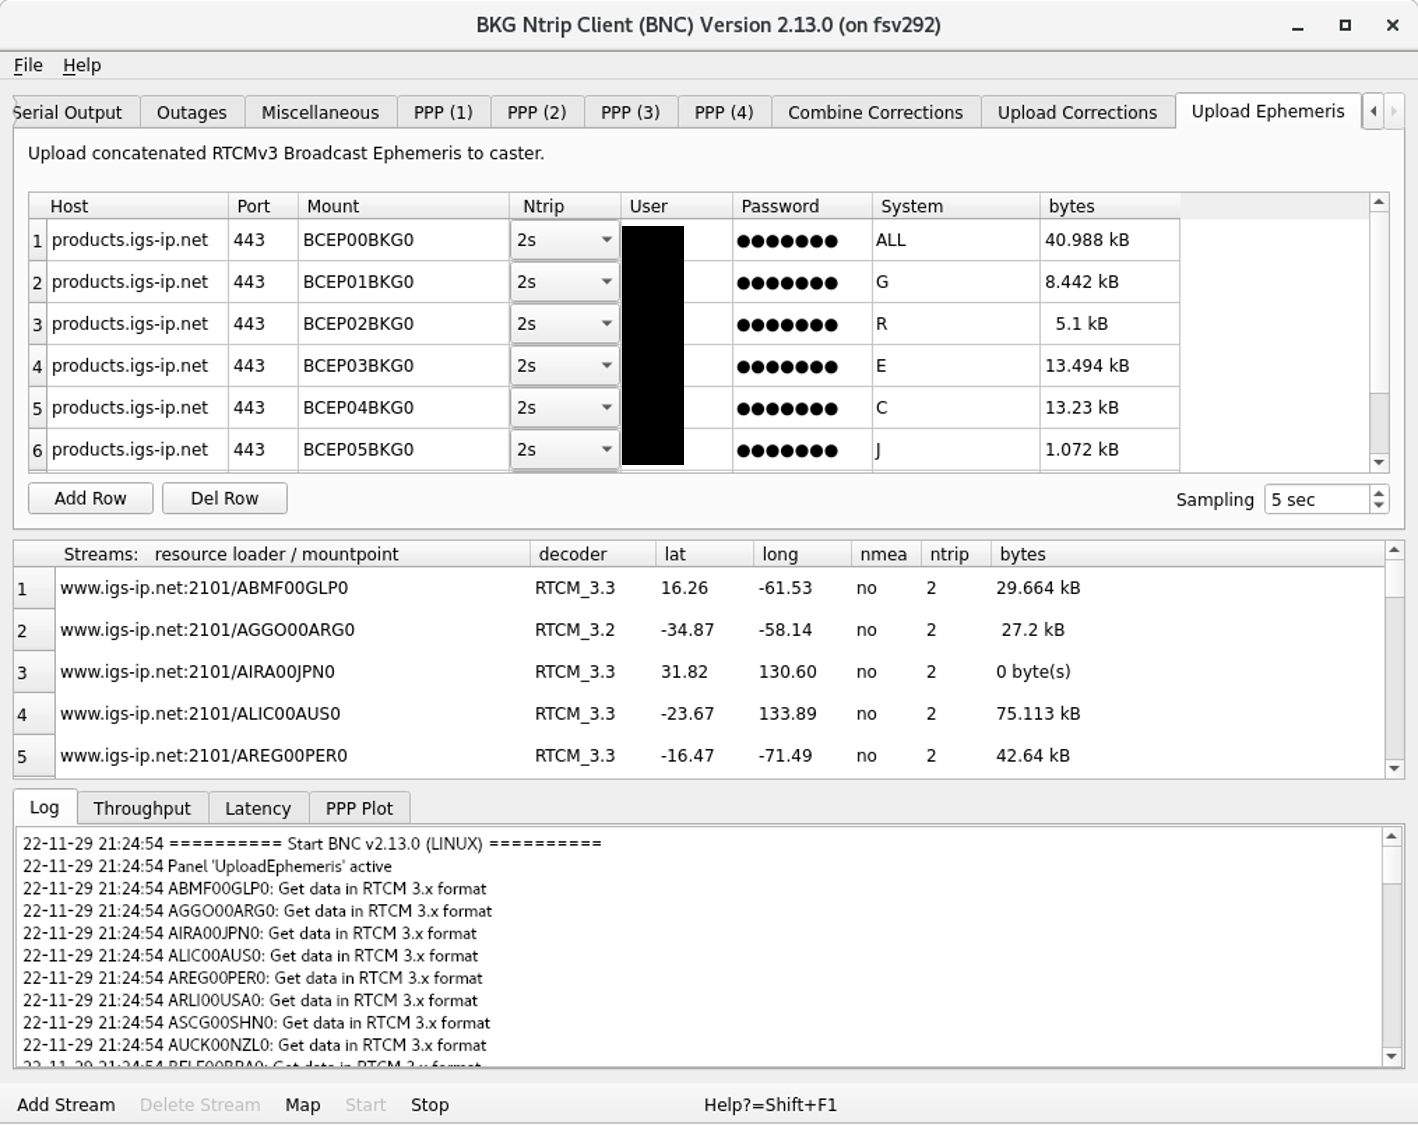 BKG Ntrip Client (BNC) Version 2.13.0 (on fsv292)
File Help
Serial Output Outages Miscellaneous PPP (1) PPP (2) PPP (3) PPP (4) Combine Corrections Upload Corrections Upload Ephemeris
Upload concatenated RTCMv3 Broadcast Ephemeris to caster.
Host Port Mount Ntrip User Password System bytes
1 products.igs-ip.net 443 BCEP00BKG0 2s ●●●●●●● ALL 40.988 kB
2 products.igs-ip.net 443 BCEP01BKG0 2s ●●●●●●● G 8.442 kB
3 products.igs-ip.net 443 BCEP02BKG0 2s ●●●●●●● R 5.1 kB
4 products.igs-ip.net 443 BCEP03BKG0 2s ●●●●●●● E 13.494 kB
5 products.igs-ip.net 443 BCEP04BKG0 2s ●●●●●●● C 13.23 kB
6 products.igs-ip.net 443 BCEP05BKG0 2s ●●●●●●● J 1.072 kB
Add Row Del Row Sampling 5 sec
Streams: resource loader / mountpoint decoder lat long nmea ntrip bytes
1 www.igs-ip.net:2101/ABMF00GLP0 RTCM_3.3 16.26 -61.53 no 2 29.664 kB
2 www.igs-ip.net:2101/AGGO00ARG0 RTCM_3.2 -34.87 -58.14 no 2 27.2 kB
3 www.igs-ip.net:2101/AIRA00JPN0 RTCM_3.3 31.82 130.60 no 2 0 byte(s)
4 www.igs-ip.net:2101/ALIC00AUS0 RTCM_3.3 -23.67 133.89 no 2 75.113 kB
5 www.igs-ip.net:2101/AREG00PER0 RTCM_3.3 -16.47 -71.49 no 2 42.64 kB
Log Throughput Latency PPP Plot
22-11-29 21:24:54 ========== Start BNC v2.13.0 (LINUX) ==========
22-11-29 21:24:54 Panel 'UploadEphemeris' active
22-11-29 21:24:54 ABMF00GLP0: Get data in RTCM 3.x format
22-11-29 21:24:54 AGGO00ARG0: Get data in RTCM 3.x format
22-11-29 21:24:54 AIRA00JPN0: Get data in RTCM 3.x format
22-11-29 21:24:54 ALIC00AUS0: Get data in RTCM 3.x format
22-11-29 21:24:54 AREG00PER0: Get data in RTCM 3.x format
22-11-29 21:24:54 ARLI00USA0: Get data in RTCM 3.x format
22-11-29 21:24:54 ASCG00SHN0: Get data in RTCM 3.x format
22-11-29 21:24:54 AUCK00NZL0: Get data in RTCM 3.x format
Add Stream Delete Stream Map Start Stop Help?=Shift+F1